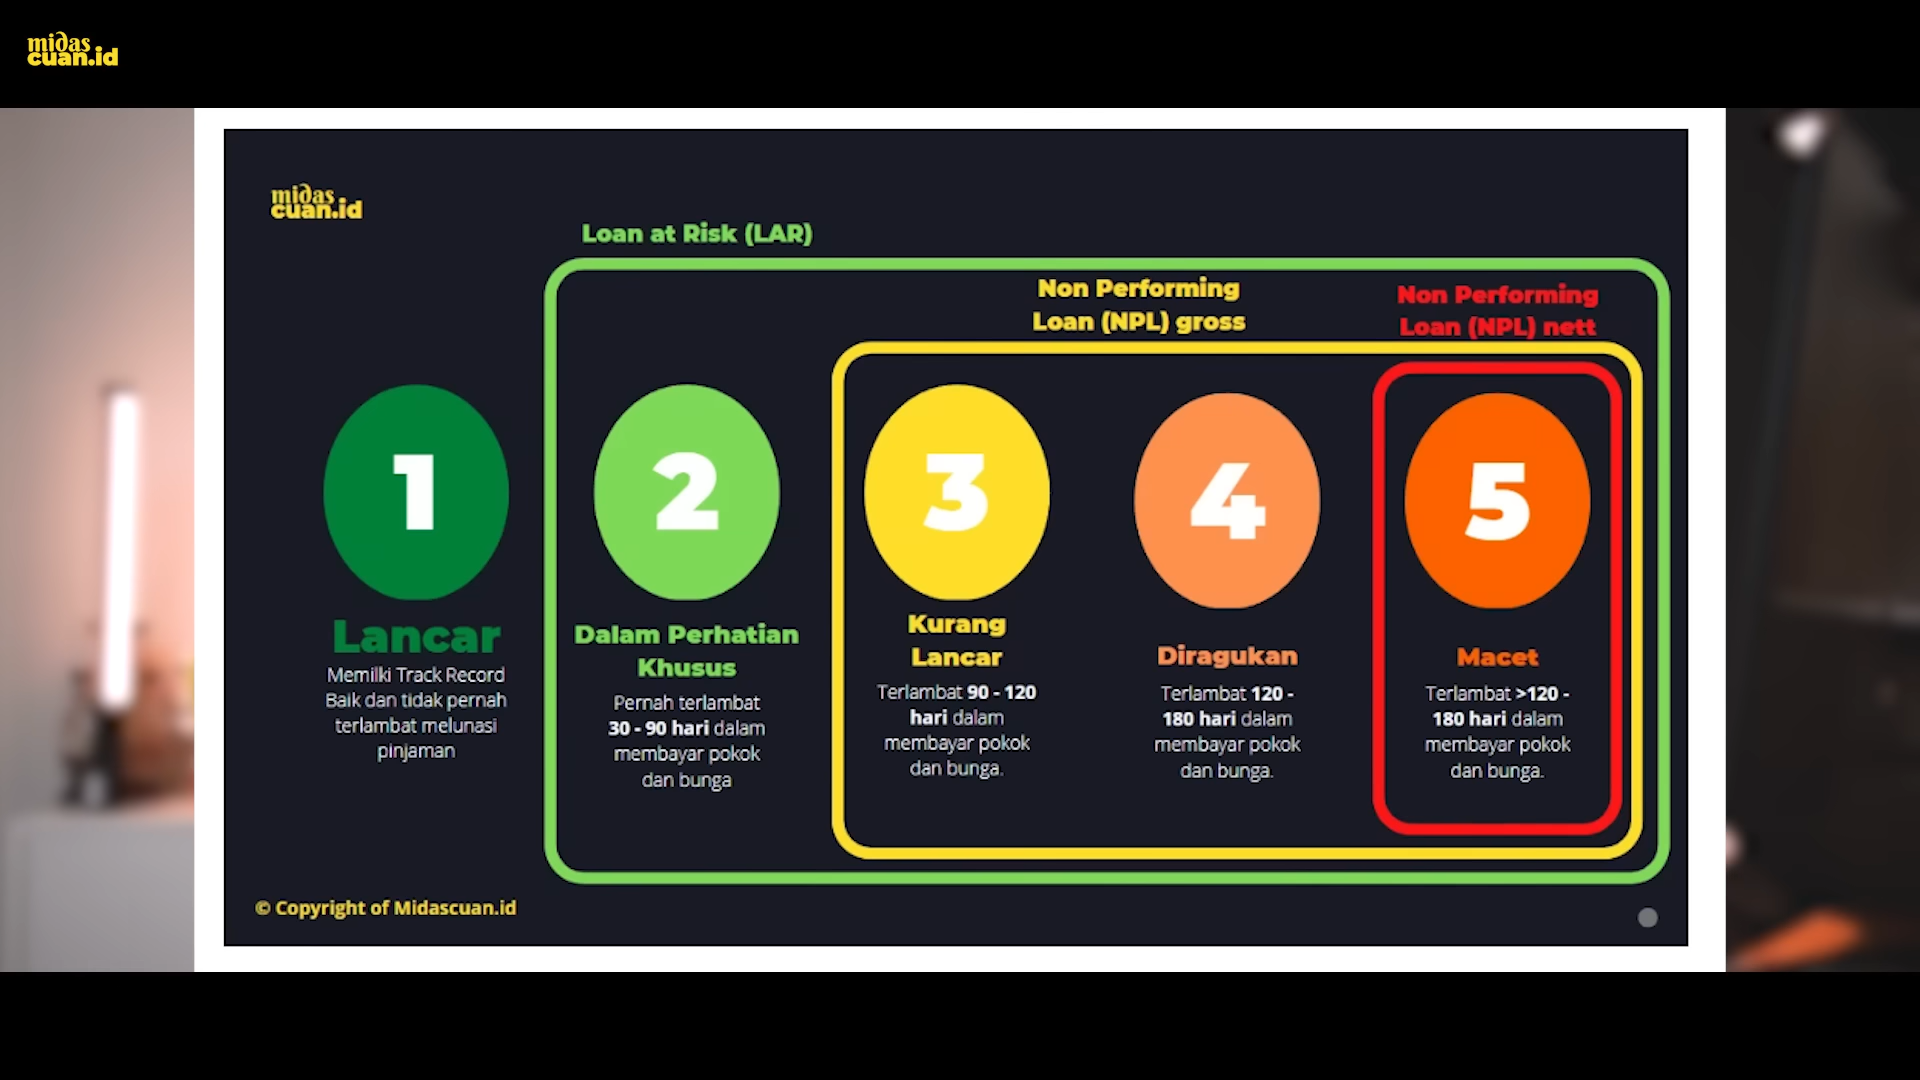 midas
cuan.id
midas
cuan.id
Loan at Risk (LAR)
Non Performing
Loan (NPL) gross
Non Performing
Loan (NPL) nett
1
Lancar
Memilki Track Record
Baik dan tidak pernah
terlambat melunasi
pinjaman
2
Dalam Perhatian
Khusus
Pernah terlambat
30 - 90 hari dalam
membayar pokok
dan bunga
3
Kurang
Lancar
Terlambat 90 - 120
hari dalam
membayar pokok
dan bunga.
4
Diragukan
Terlambat 120 -
180 hari dalam
membayar pokok
dan bunga.
5
Macet
Terlambat >120 -
180 hari dalam
membayar pokok
dan bunga.
© Copyright of Midascuan.id